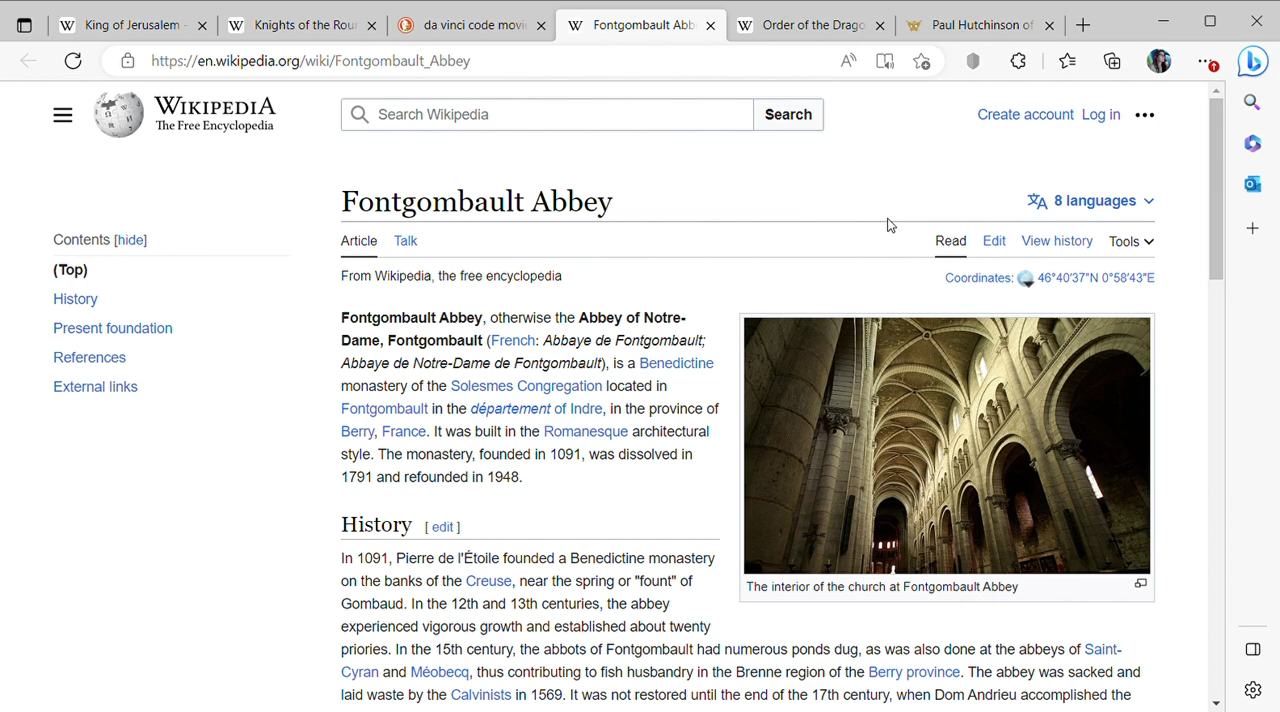 King of Jerusalem -
Knights of the Rour
da vinci code movie
Fontgombault Abb
Order of the Drago
Paul Hutchinson of
https://en.wikipedia.org/wiki/Fontgombault_Abbey
WIKIPEDIA
The Free Encyclopedia
Search Wikipedia
Search
Create account Log in
Fontgombault Abbey
8 languages
Contents [hide]
(Top)
History
Present foundation
References
External links
Article Talk
Read Edit View history Tools
From Wikipedia, the free encyclopedia
Coordinates: 46°40′37″N 0°58′43″E
Fontgombault Abbey, otherwise the Abbey of Notre-
Dame, Fontgombault (French: Abbaye de Fontgombault;
Abbaye de Notre-Dame de Fontgombault), is a Benedictine
monastery of the Solesmes Congregation located in
Fontgombault in the département of Indre, in the province of
Berry, France. It was built in the Romanesque architectural
style. The monastery, founded in 1091, was dissolved in
1791 and refounded in 1948.
The interior of the church at Fontgombault Abbey
History [ edit ]
In 1091, Pierre de l'Étoile founded a Benedictine monastery
on the banks of the Creuse, near the spring or "fount" of
Gombaud. In the 12th and 13th centuries, the abbey
experienced vigorous growth and established about twenty
priories. In the 15th century, the abbots of Fontgombault had numerous ponds dug, as was also done at the abbeys of Saint-
Cyran and Méobecq, thus contributing to fish husbandry in the Brenne region of the Berry province. The abbey was sacked and
laid waste by the Calvinists in 1569. It was not restored until the end of the 17th century, when Dom Andrieu accomplished the